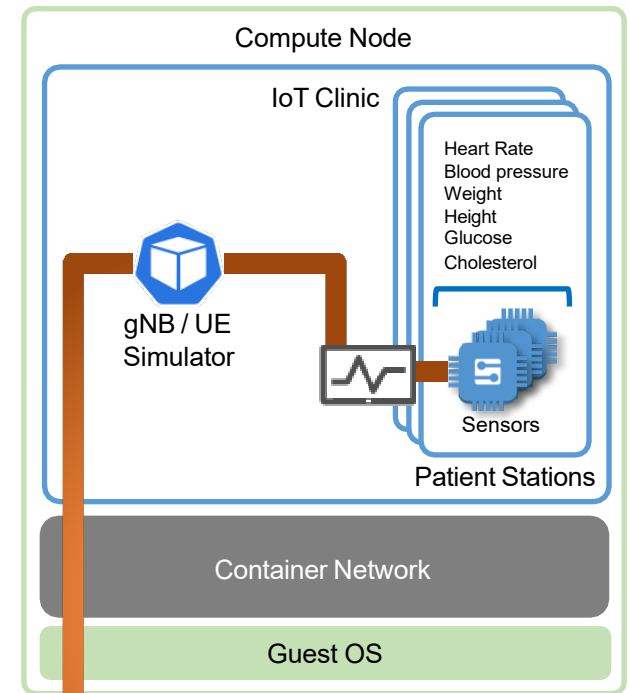 Compute Node
IoT Clinic
Heart Rate
Blood pressure
Weight
Height
Glucose
Cholesterol
gNB / UE
Simulator
Sensors
Patient Stations
Container Network
Guest OS